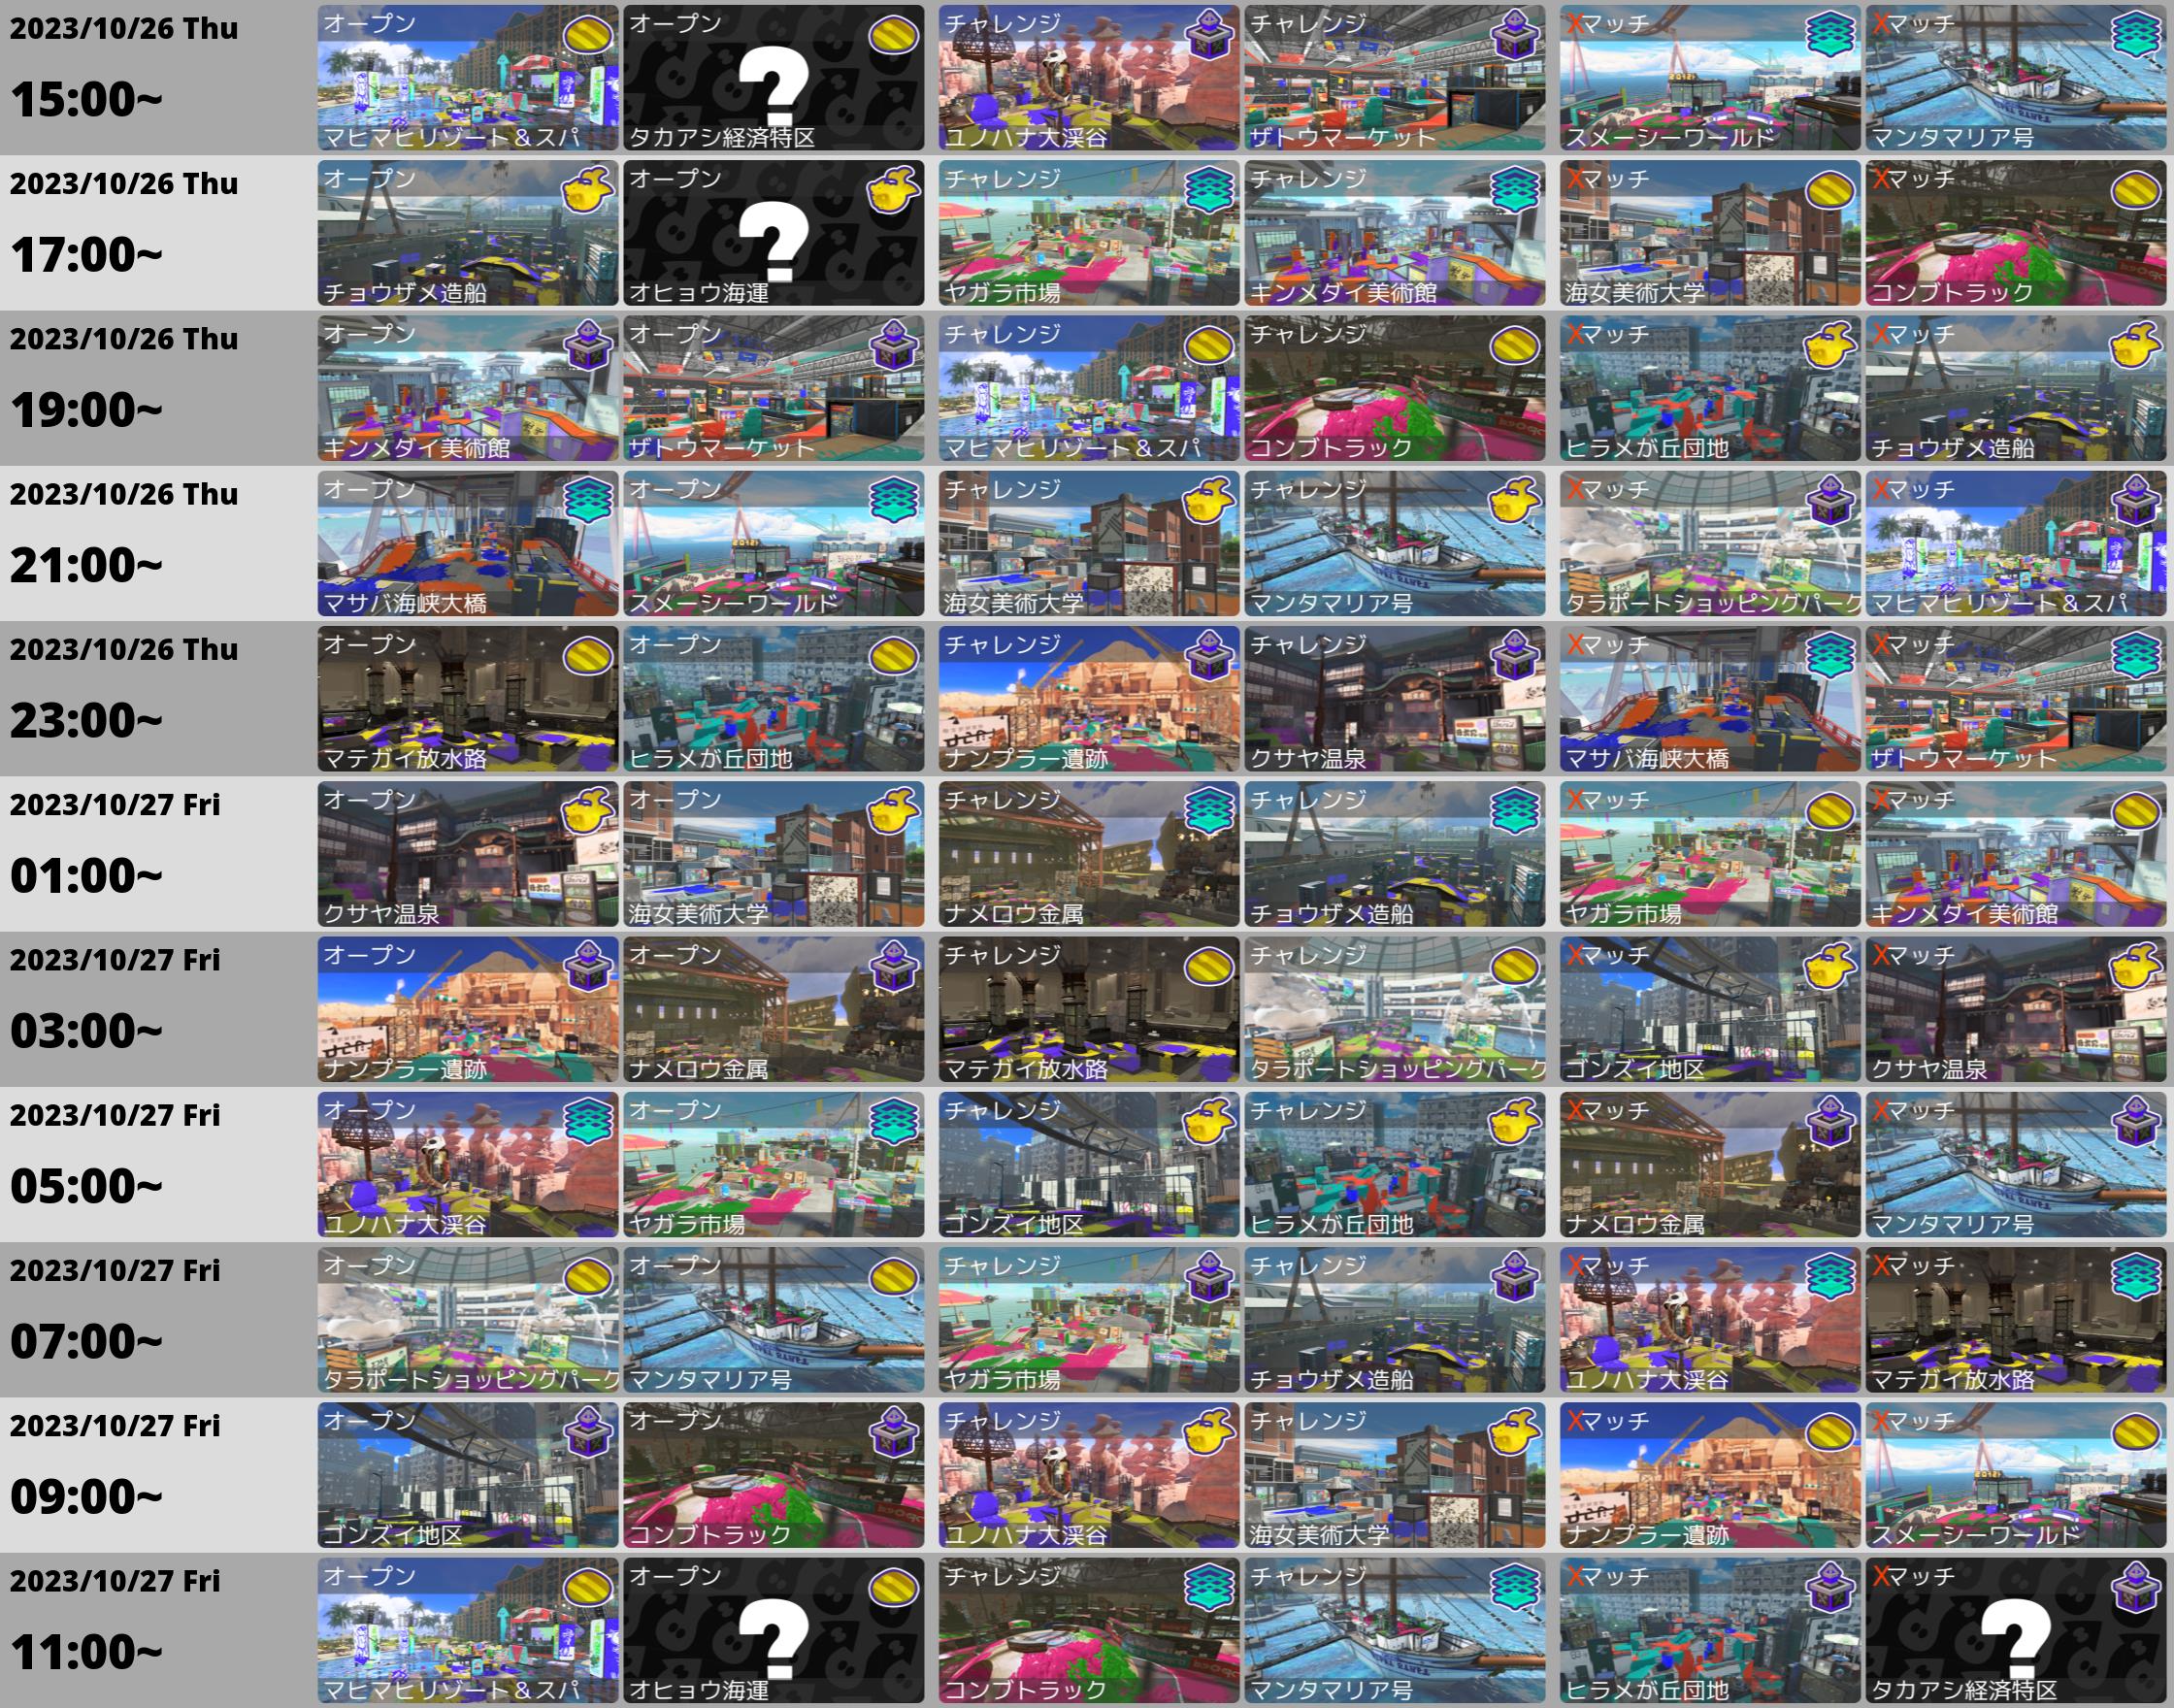 2023/10/26 Thu
15:00~
オープン
マヒマヒリゾート＆スパ
オープン
タカアシ経済特区
チャレンジ
ユノハナ大渓谷
チャレンジ
ザトウマーケット
Xマッチ
スメーシーワールド
Xマッチ
マンタマリア号
2023/10/26 Thu
17:00~
オープン
チョウザメ造船
オープン
オヒョウ海運
チャレンジ
ヤガラ市場
チャレンジ
キンメダイ美術館
Xマッチ
海女美術大学
Xマッチ
コンブトラック
2023/10/26 Thu
19:00~
オープン
キンメダイ美術館
オープン
ザトウマーケット
チャレンジ
マヒマヒリゾート＆スパ
チャレンジ
コンブトラック
Xマッチ
ヒラメが丘団地
Xマッチ
チョウザメ造船
2023/10/26 Thu
21:00~
オープン
マサバ海峡大橋
オープン
スメーシーワールド
チャレンジ
海女美術大学
チャレンジ
マンタマリア号
Xマッチ
タラポートショッピングパーク
Xマッチ
マヒマヒリゾート＆スパ
2023/10/26 Thu
23:00~
オープン
マテガイ放水路
オープン
ヒラメが丘団地
チャレンジ
ナンプラー遺跡
チャレンジ
クサヤ温泉
Xマッチ
マサバ海峡大橋
Xマッチ
ザトウマーケット
2023/10/27 Fri
01:00~
オープン
クサヤ温泉
オープン
海女美術大学
チャレンジ
ナメロウ金属
チャレンジ
チョウザメ造船
Xマッチ
ヤガラ市場
Xマッチ
キンメダイ美術館
2023/10/27 Fri
03:00~
オープン
ナンプラー遺跡
オープン
ナメロウ金属
チャレンジ
マテガイ放水路
チャレンジ
タラポートショッピングパーク
Xマッチ
ゴンズイ地区
Xマッチ
クサヤ温泉
2023/10/27 Fri
05:00~
オープン
ユノハナ大渓谷
オープン
ヤガラ市場
チャレンジ
ゴンズイ地区
チャレンジ
ヒラメが丘団地
Xマッチ
ナメロウ金属
Xマッチ
マンタマリア号
2023/10/27 Fri
07:00~
オープン
タラポートショッピングパーク
オープン
マンタマリア号
チャレンジ
ヤガラ市場
チャレンジ
チョウザメ造船
Xマッチ
ユノハナ大渓谷
Xマッチ
マテガイ放水路
2023/10/27 Fri
09:00~
オープン
ゴンズイ地区
オープン
コンブトラック
チャレンジ
ユノハナ大渓谷
チャレンジ
海女美術大学
Xマッチ
ナンプラー遺跡
Xマッチ
スメーシーワールド
2023/10/27 Fri
11:00~
オープン
マヒマヒリゾート＆スパ
オープン
オヒョウ海運
チャレンジ
コンブトラック
チャレンジ
マンタマリア号
Xマッチ
ヒラメが丘団地
Xマッチ
タカアシ経済特区